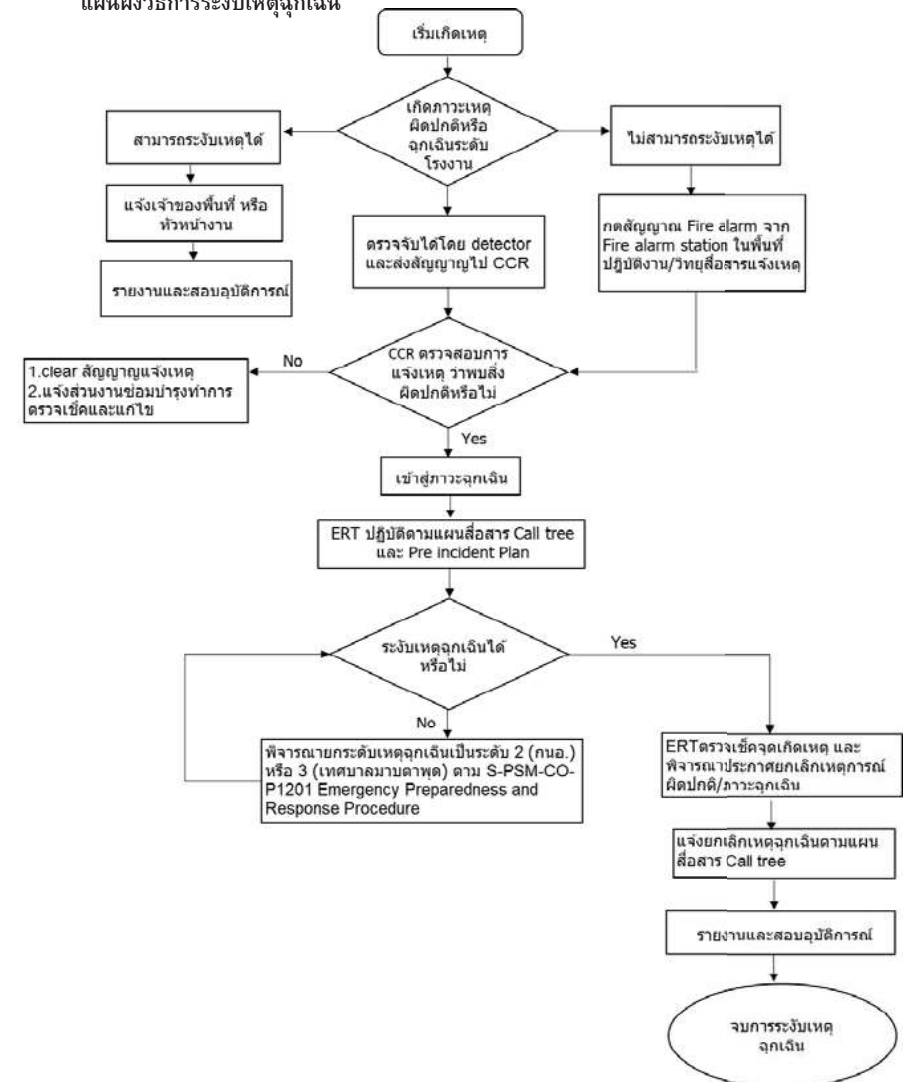 แผนผังวิธีการระงับเหตุฉุกเฉิน
เริ่มเกิดเหตุ
เกิดภาวะเหตุ
ผิดปกติหรือ
ฉุกเฉินระดับ
โรงงาน
สามารถระงับเหตุได้
ไม่สามารถระงับเหตุได้
แจ้งเจ้าของพื้นที่ หรือ
หัวหน้างาน
ตรวจจับได้โดย detector
และส่งสัญญาญไป CCR
กดสัญญาณ Fire alarm จาก
Fire alarm station ในพื้นที่
ปฎิบัติงาน/วิทยุสื่อสารแจ้งเหตุ
รายงานและสอบอุบัติการณ์
CCR ตรวจสอบการ
แจ้งเหตุ ว่าพบสิ่ง
ผิดปกติหรือไม่
No
1.clear สัญญาญแจ้งเหตุ
2.แจ้งส่วนงานซ่อมบำรุงทำการ
ตรวจเช็คและแก้ไข
Yes
เข้าสู่ภาวะฉุกเฉิน
ERT ปฏิบัติตามแผนสื่อสาร Call tree
และ Pre incident Plan
ระงับเหตุฉุกเฉินได้
หรือไม่
Yes
No
พิจารณายกระดับเหตุฉุกเฉินเป็นระดับ 2 (กนอ.)
หรือ 3 (เทศบาลมาบตาพุด) ตาม S-PSM-CO-
P1201 Emergency Preparedness and
Response Procedure
ERTตรวจเช็คจุดเกิดเหตุ และ
พิจารณาประกาศยกเลิกเหตุการณ์
ผิดปกติ/ภาวะฉุกเฉิน
แจ้งยกเลิกเหตุฉุกเฉินตามแผน
สื่อสาร Call tree
รายงานและสอบอุบัติการณ์
จบการระงับเหตุ
ฉุกเฉิน